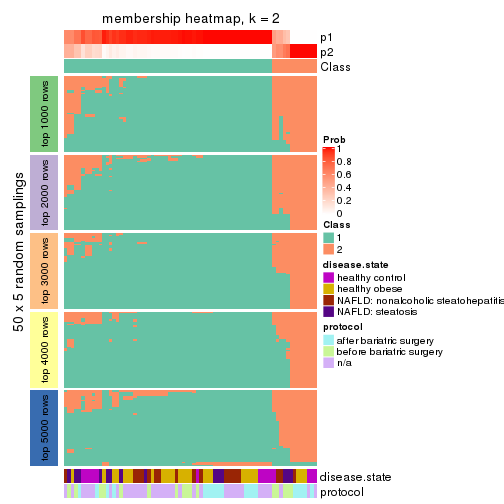 membership heatmap, k = 2
p1
p2
Class
50 x 5 random samplings
top 1000 rows
top 2000 rows
top 3000 rows
top 4000 rows
top 5000 rows
Prob
1
0.8
0.6
0.4
0.2
0
Class
1
2
disease.state
healthy control
healthy obese
NAFLD: nonalcoholic steatohepatitis
NAFLD: steatosis
protocol
after bariatric surgery
before bariatric surgery
n/a
disease.state
protocol